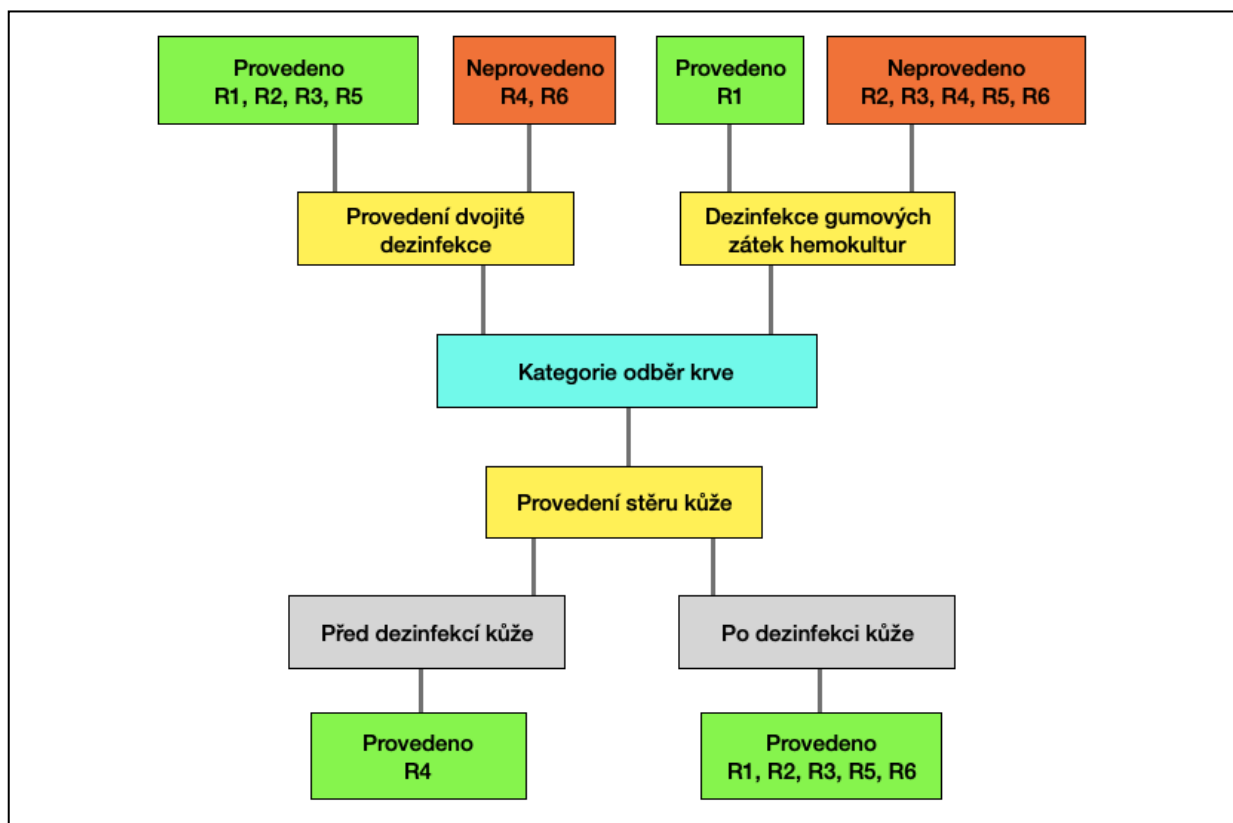 Provedeno
R1, R2, R3, R5
Neprovedeno
R4, R6
Provedeno
R1
Neprovedeno
R2, R3, R4, R5, R6
Provedení dvojité
dezinfekce
Dezinfekce gumových
zátek hemokultur
Kategorie odběr krve
Provedení stěru kůže
Před dezinfekcí kůže
Po dezinfekci kůže
Provedeno
R4
Provedeno
R1, R2, R3, R5, R6